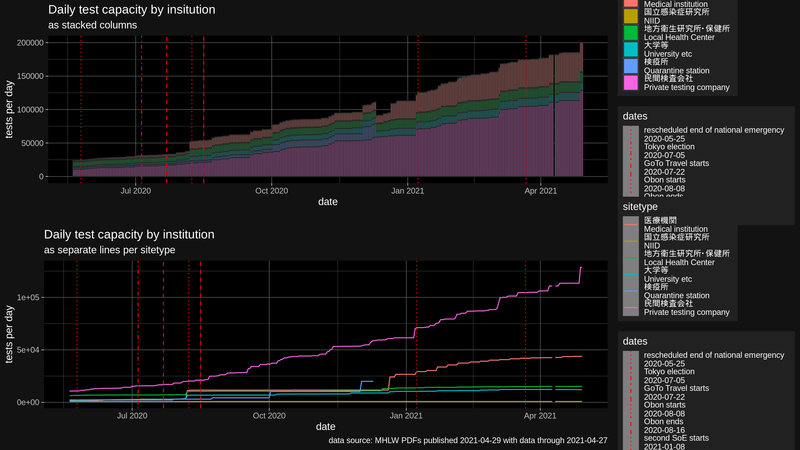 Daily test capacity by insitution
as stacked columns
200000
150000
100000
50000
0
tests per day
Jul 2020
Oct 2020
Jan 2021
Apr 2021
date
Medical institution
国立感染症研究所
NIID
地方衛生研究所・保健所
Local Health Center
大学等
University etc
検疫所
Quarantine station
民間検査会社
Private testing company
dates
rescheduled end of national emergency
2020-05-25
Tokyo election
2020-07-05
GoTo Travel starts
2020-07-22
Obon starts
2020-08-08
Obon ends
Daily test capacity by institution
as separate lines per sitetype
1e+05
5e+04
0e+00
tests per day
Jul 2020
Oct 2020
Jan 2021
Apr 2021
date
data source: MHLW PDFs published 2021-04-29 with data through 2021-04-27
sitetype
医療機関
Medical institution
国立感染症研究所
NIID
地方衛生研究所・保健所
Local Health Center
大学等
University etc
検疫所
Quarantine station
民間検査会社
Private testing company
dates
rescheduled end of national emergency
2020-05-25
Tokyo election
2020-07-05
GoTo Travel starts
2020-07-22
Obon starts
2020-08-08
Obon ends
2020-08-16
second SoE starts
2021-01-08